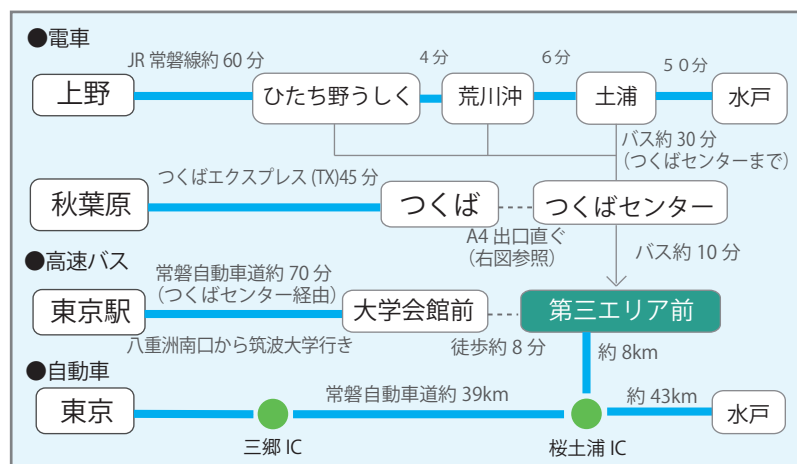 ●電車
JR 常磐線約 60 分
4分
6分
５０分
上野
ひたち野うしく
荒川沖
土浦
水戸
バス約 30 分
（つくばセンターまで）
つくばエクスプレス (TX)45 分
秋葉原
つくば
つくばセンター
A4 出口直ぐ
（右図参照）
バス約 10 分
●高速バス
常磐自動車道約 70 分
（つくばセンター経由）
東京駅
大学会館前
第三エリア前
八重洲南口から筑波大学行き
徒歩約 8 分
約 8km
●自動車
常磐自動車道約 39km
約 43km
東京
水戸
三郷 IC
桜土浦 IC